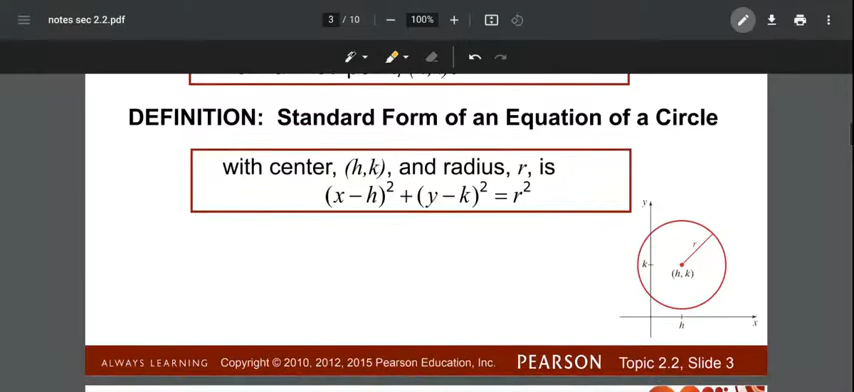 notes sec 2.2.pdf
3 / 10
100%
DEFINITION: Standard Form of an Equation of a Circle
with center, (h,k), and radius, r, is
(x − h)² + (y − k)² = r²
y
r
k
(h, k)
h
x
ALWAYS LEARNING Copyright © 2010, 2012, 2015 Pearson Education, Inc. PEARSON Topic 2.2, Slide 3